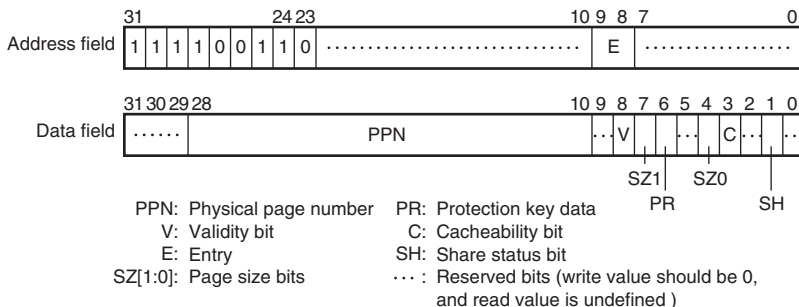 31 24 23 10 9 8 7 0
Address field 1 1 1 1 0 0 1 1 0 ........................................ E ......................
31 30 29 28 10 9 8 7 6 5 4 3 2 1 0
Data field ...... PPN ... V ... C ... ...
SZ1 SZ0
PR SH
PPN: Physical page number PR: Protection key data
V: Validity bit C: Cacheability bit
E: Entry SH: Share status bit
SZ[1:0]: Page size bits ··· : Reserved bits (write value should be 0,
and read value is undefined )